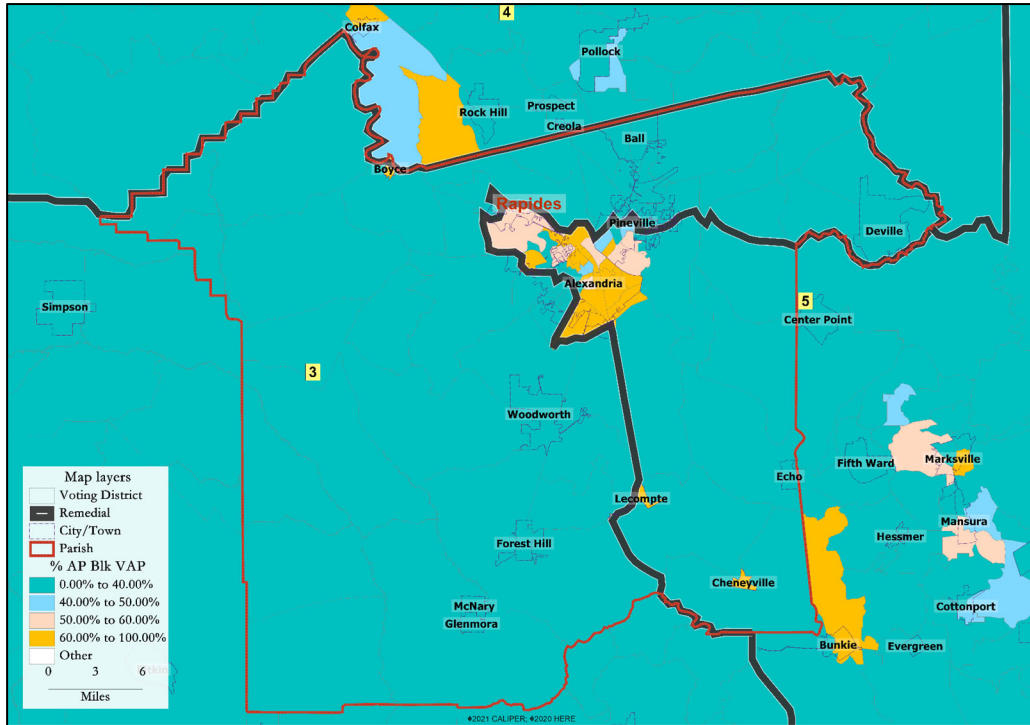 4
3
Colfax
Pollock
Rock Hill
Prospect
Creola
Ball
Boyce
Rapides
Pineville
Deville
Alexandria
Simpson
5
Center Point
3
Woodworth
Fifth Ward
Marksville
Echo
Lecompte
Mansura
Hessmer
Forest Hill
Cheneyville
McNary
Glenmora
Cottonport
Bunkie
Evergreen
Map layers
Voting District
Remedial
City/Town
Parish
% AP Blk VAP
0.00% to 40.00%
40.00% to 50.00%
50.00% to 60.00%
60.00% to 100.00%
Other
0 3 6
Miles
©2021 CALIPER; ©2020 HERE